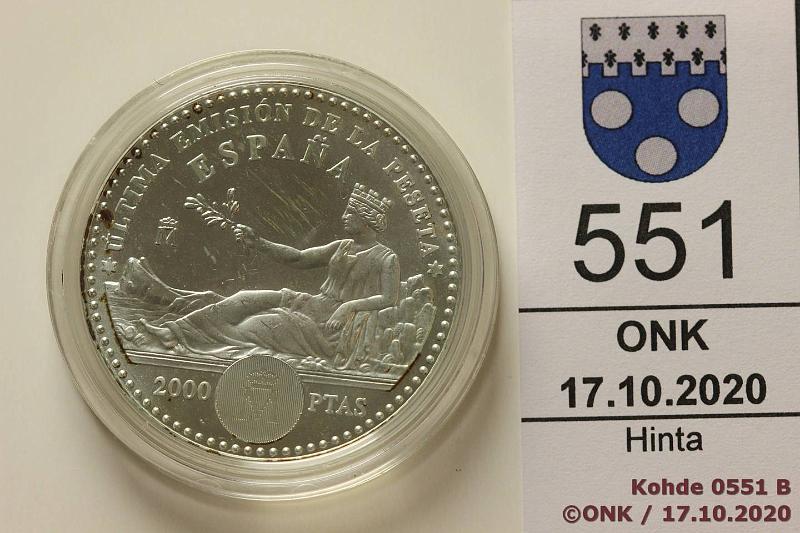 ÚLTIMA EMISIÓN DE LA PESETA
ESPAÑA
M
2000 PTAS
M
551
ONK
17.10.2020
Hinta
Kohde 0551 B
©ONK / 17.10.2020